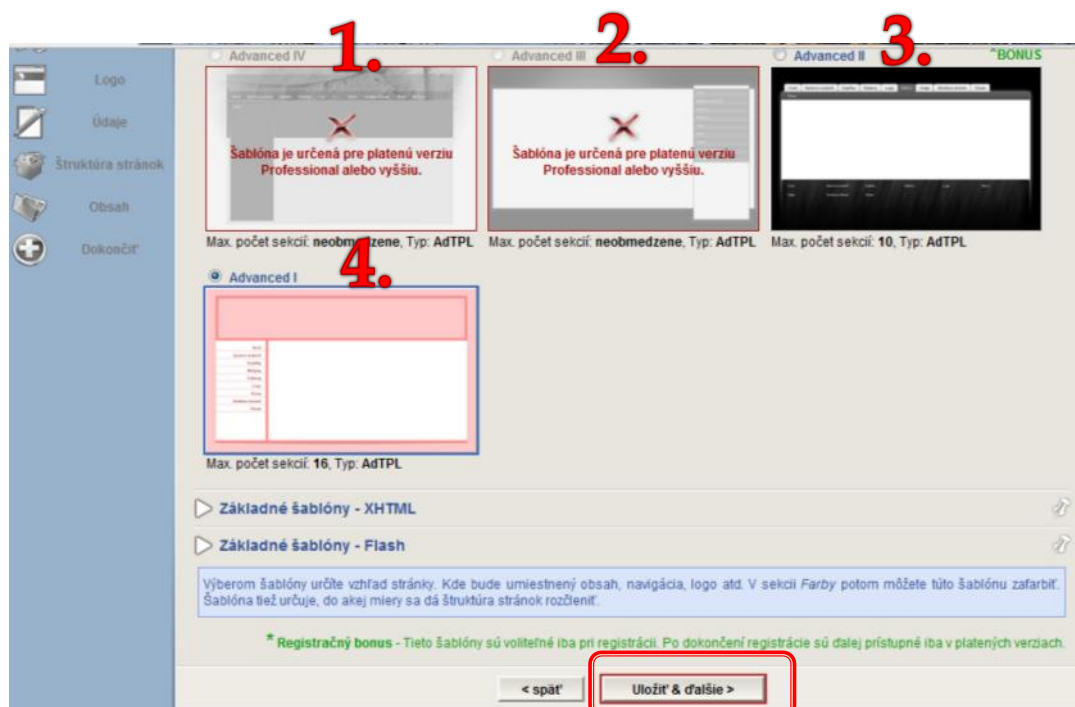 1.
2.
3.
Advanced IV
Advanced III
Advanced II
*BONUS
Logo
Údaje
Štruktúra stránok
Obsah
Dokončiť
Šablóna je určená pre platenú verziu
Professional alebo vyššiu.
Šablóna je určená pre platenú verziu
Professional alebo vyššiu.
Max. počet sekcií: neobmedzene, Typ: AdTPL
Max. počet sekcií: neobmedzene, Typ: AdTPL
Max. počet sekcií: 10, Typ: AdTPL
4.
Advanced I
Max. počet sekcií: 16, Typ: AdTPL
Základné šablóny - XHTML
Základné šablóny - Flash
Výberom šablóny určíte vzhľad stránky. Kde bude umiestnený obsah, navigácia, logo atd. V sekcii Farby potom môžete túto šablónu zafarbiť.
Šablóna tiež určuje, do akej miery sa dá štruktúra stránok rozčleniť.
* Registračný bonus - Tieto šablóny sú voliteľné iba pri registrácii. Po dokončení registrácie sú ďalej prístupné iba v platených verziach.
< späť
Uložiť & ďalšie >